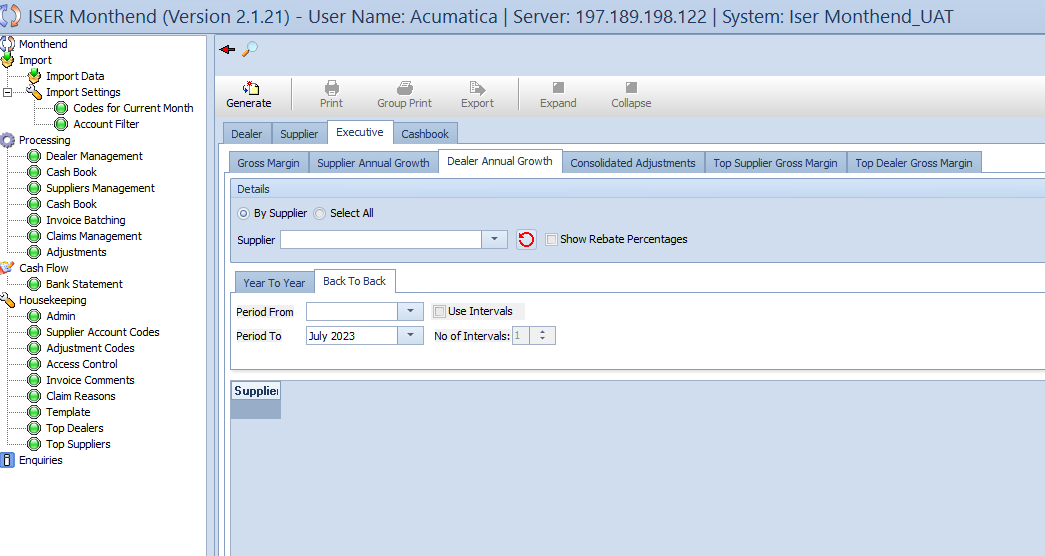 ISER Monthend (Version 2.1.21) - User Name: Acumatica | Server: 197.189.198.122 | System: Iser Monthend_UAT
Monthend
Import
Import Data
Import Settings
Codes for Current Month
Account Filter
Processing
Dealer Management
Cash Book
Suppliers Management
Cash Book
Invoice Batching
Claims Management
Adjustments
Cash Flow
Bank Statement
Housekeeping
Admin
Supplier Account Codes
Adjustment Codes
Access Control
Invoice Comments
Claim Reasons
Template
Top Dealers
Top Suppliers
Enquiries
Generate Print Group Print Export Expand Collapse
Dealer Supplier Executive Cashbook
Gross Margin Supplier Annual Growth Dealer Annual Growth Consolidated Adjustments Top Supplier Gross Margin Top Dealer Gross Margin
Details
By Supplier Select All
Supplier Show Rebate Percentages
Year To Year Back To Back
Period From Use Intervals
Period To July 2023 No of Intervals: 1
Supplier